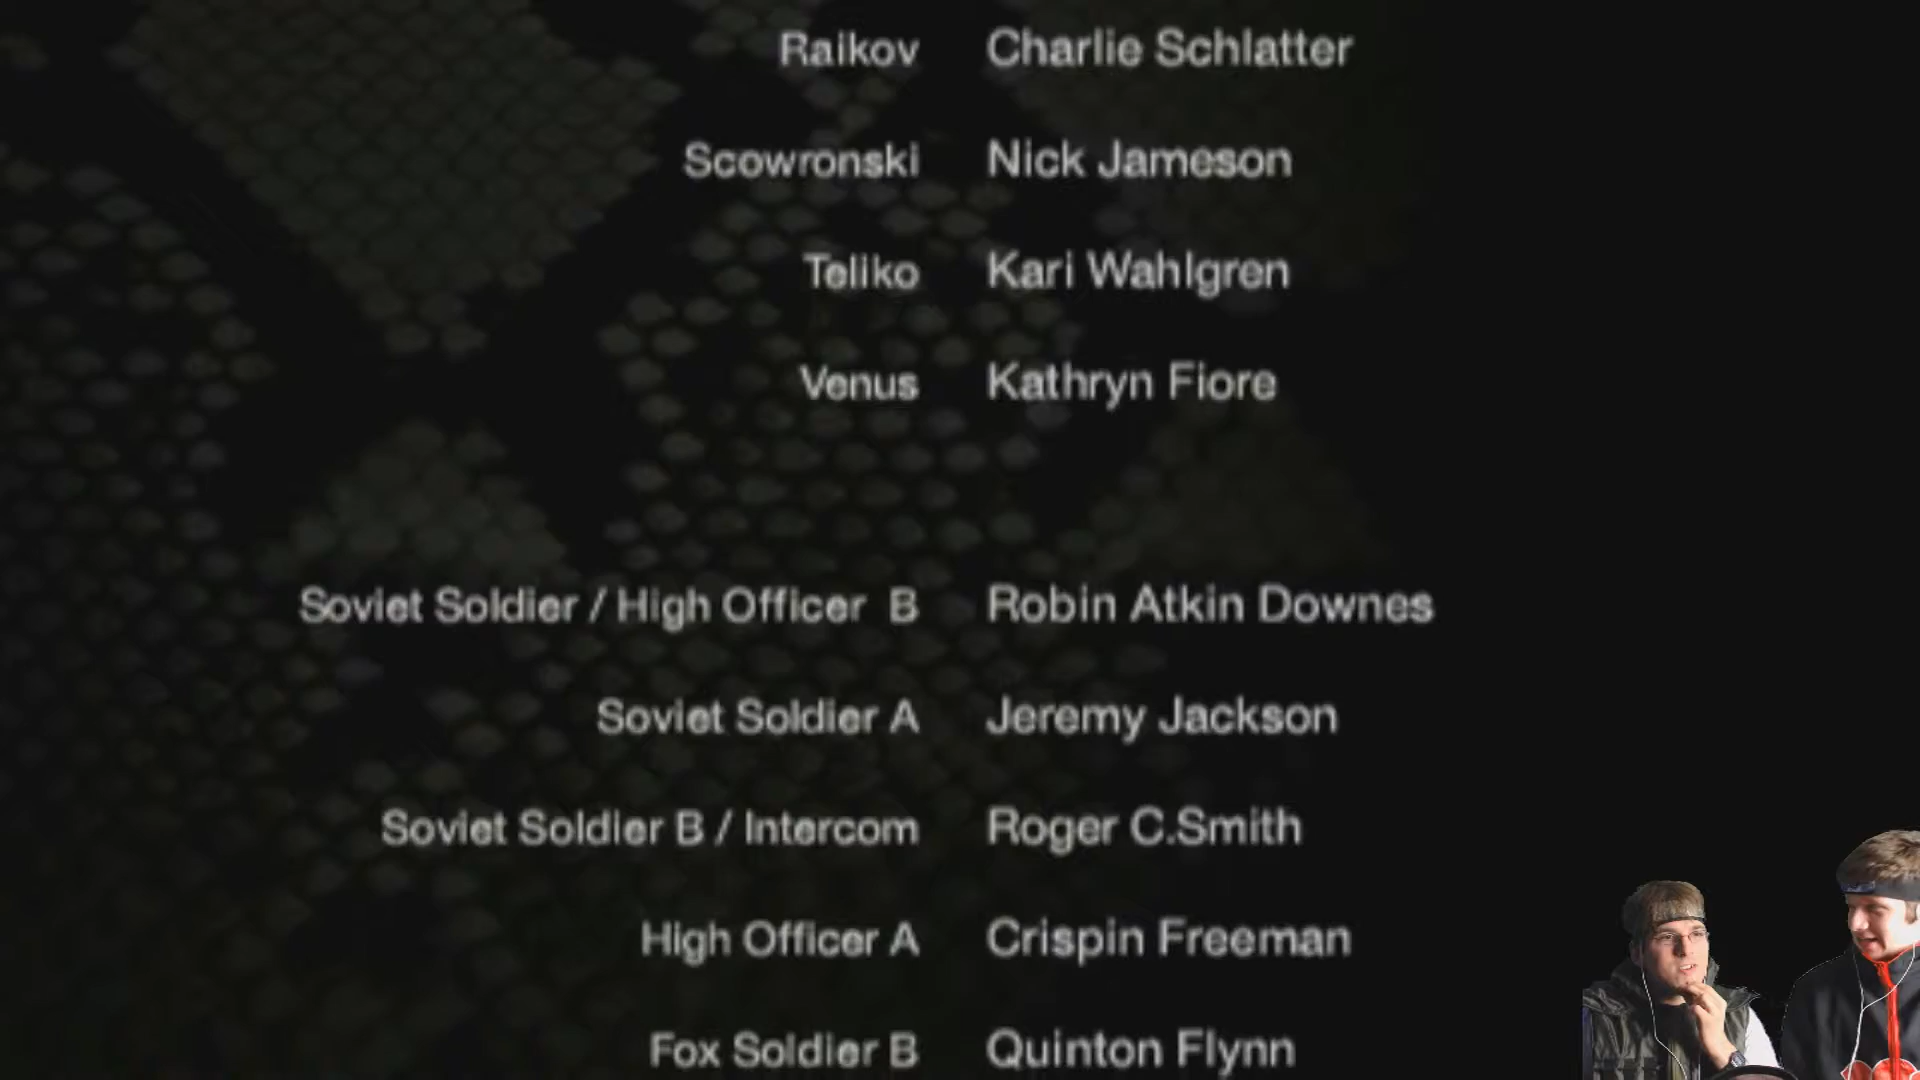 Raikov Charlie Schlatter
Scowronski Nick Jameson
Teliko Kari Wahlgren
Venus Kathryn Fiore
Soviet Soldier / High Officer B Robin Atkin Downes
Soviet Soldier A Jeremy Jackson
Soviet Soldier B / Intercom Roger C.Smith
High Officer A Crispin Freeman
Fox Soldier B Quinton Flynn